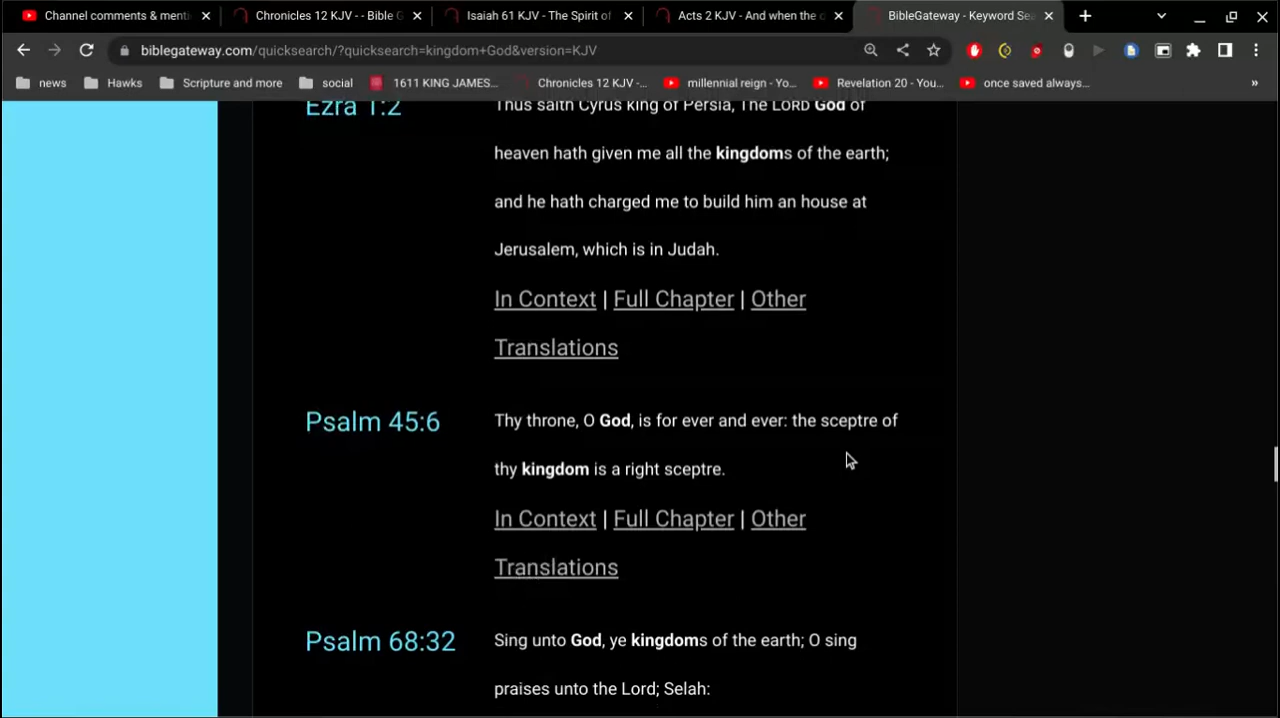 Channel comments & menti
Chronicles 12 KJV - - Bible G
Isaiah 61 KJV - The Spirit of
Acts 2 KJV - And when the d
BibleGateway - Keyword Sea
biblegateway.com/quicksearch/?quicksearch=kingdom+God&version=KJV
news
Hawks
Scripture and more
social
1611 KING JAMES...
Chronicles 12 KJV -...
millennial reign - Yo...
Revelation 20 - You...
once saved always...
»
Ezra 1:2
Thus saith Cyrus king of Persia, The LORD God of
heaven hath given me all the kingdoms of the earth;
and he hath charged me to build him an house at
Jerusalem, which is in Judah.
In Context | Full Chapter | Other
Translations
Psalm 45:6
Thy throne, O God, is for ever and ever: the sceptre of
thy kingdom is a right sceptre.
In Context | Full Chapter | Other
Translations
Psalm 68:32
Sing unto God, ye kingdoms of the earth; O sing
praises unto the Lord; Selah: